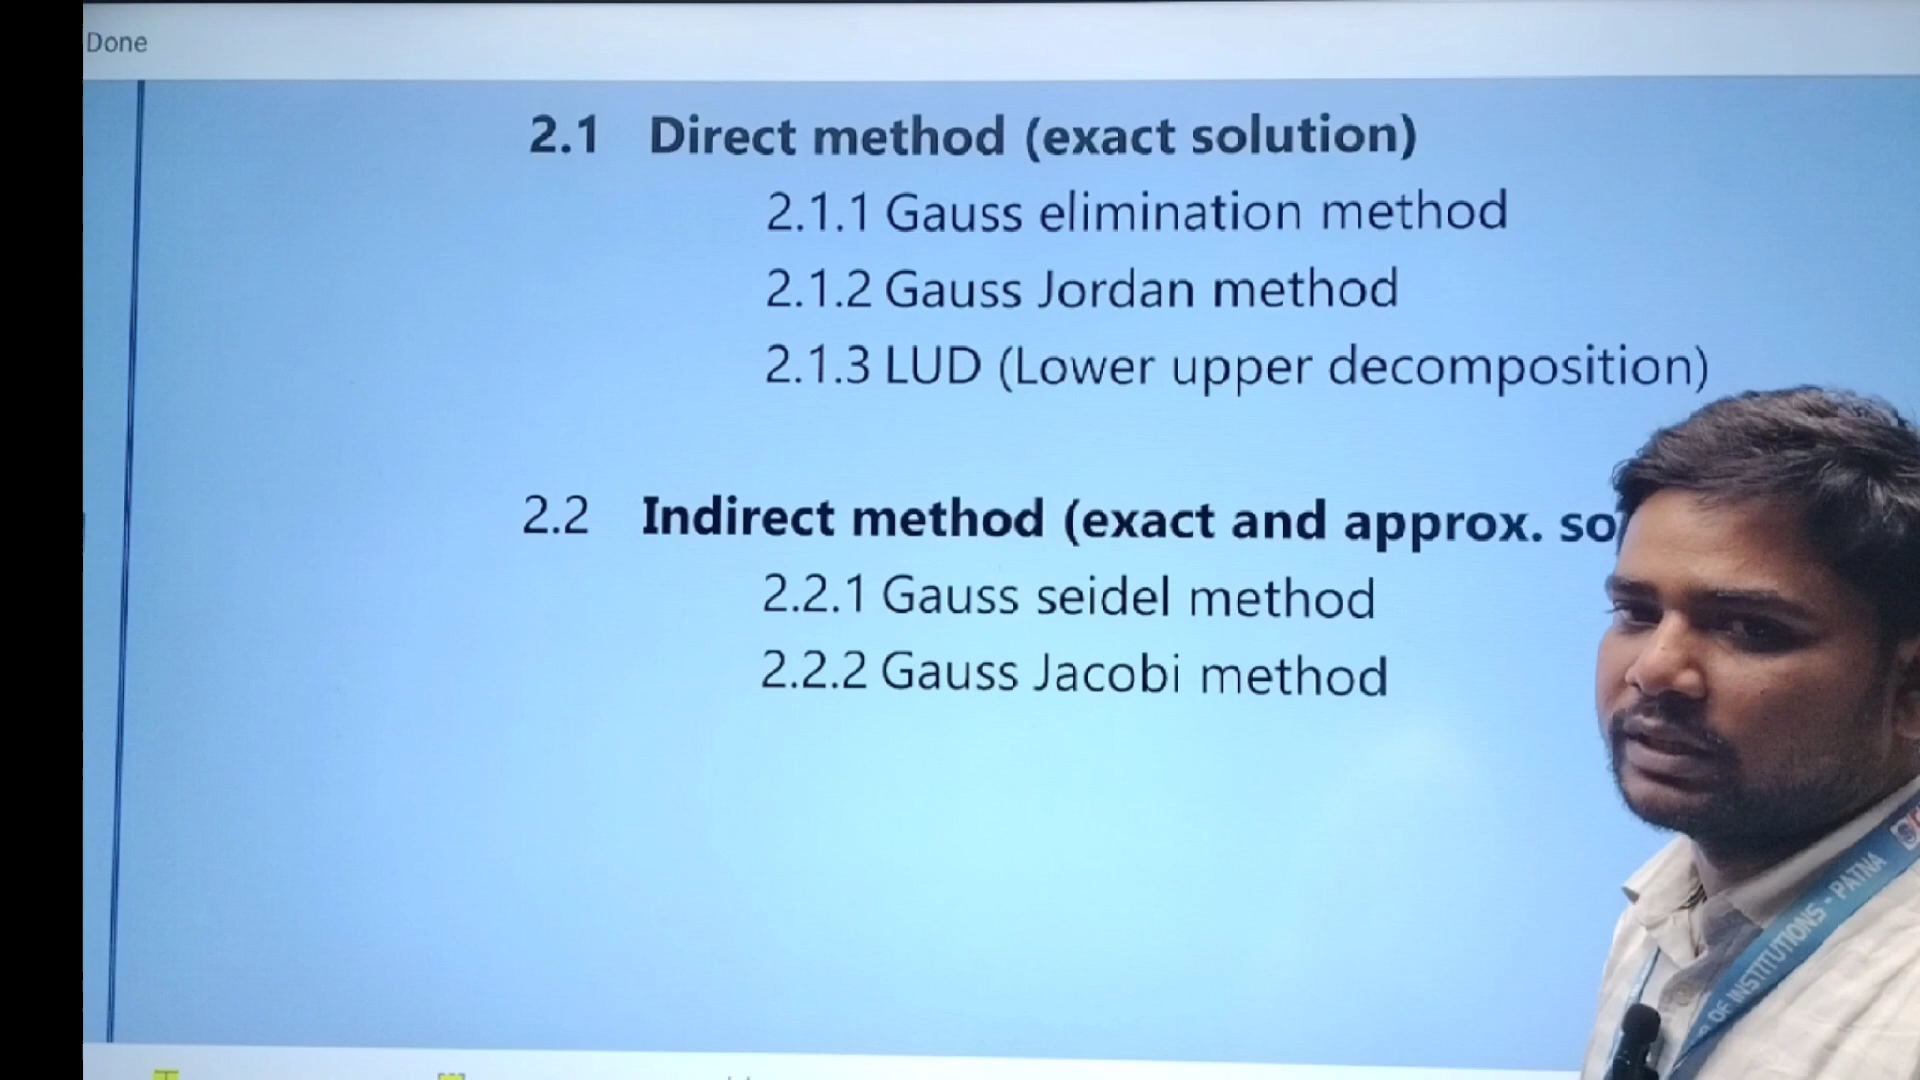 Done
2.1 Direct method (exact solution)
2.1.1 Gauss elimination method
2.1.2 Gauss Jordan method
2.1.3 LUD (Lower upper decomposition)
2.2 Indirect method (exact and approx.
2.2.1 Gauss seidel method
2.2.2 Gauss Jacobi method
OF INSTITUTIONS - PATNA